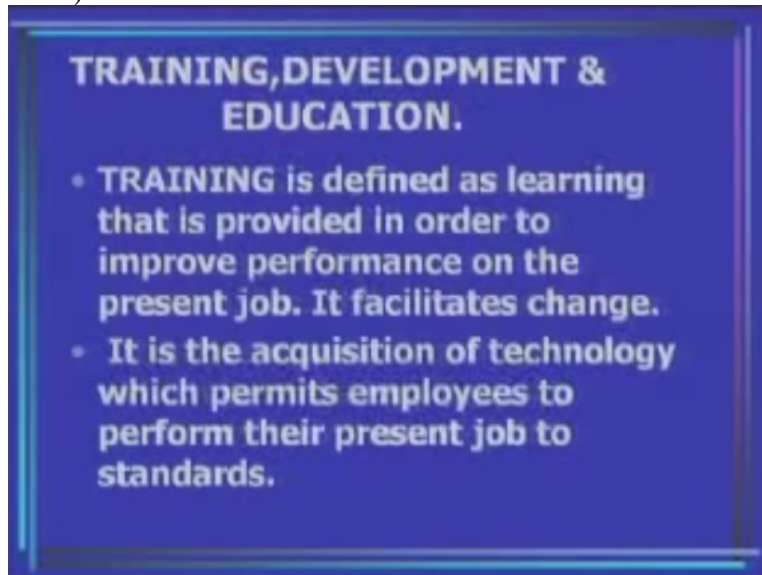 TRAINING,DEVELOPMENT &
EDUCATION.
• TRAINING is defined as learning
that is provided in order to
improve performance on the
present job. It facilitates change.
• It is the acquisition of technology
which permits employees to
perform their present job to
standards.